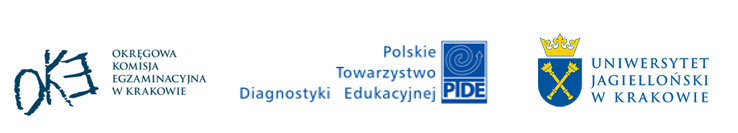 OKE
OKRĘGOWA
KOMISJA
EGZAMINACYJNA
W KRAKOWIE
Polskie
Towarzystwo
Diagnostyki Edukacyjnej
PTDE
UNIWERSYTET
JAGIELLOŃSKI
W KRAKOWIE